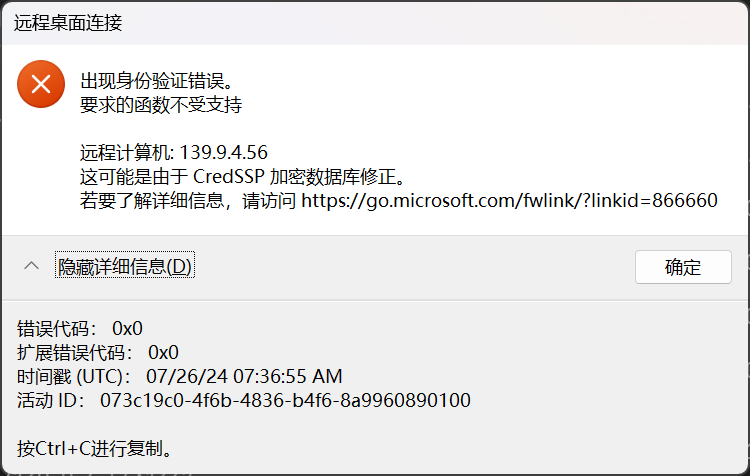 远程桌面连接
出现身份验证错误。
要求的函数不受支持
远程计算机: 139.9.4.56
这可能是由于 CredSSP 加密数据库修正。
若要了解详细信息，请访问 https://go.microsoft.com/fwlink/?linkid=866660
隐藏详细信息(D)
确定
错误代码： 0x0
扩展错误代码： 0x0
时间戳 (UTC)： 07/26/24 07:36:55 AM
活动 ID： 073c19c0-4f6b-4836-b4f6-8a9960890100
按Ctrl+C进行复制。